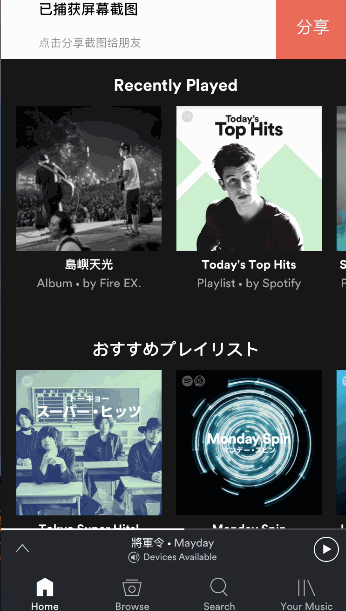 已捕获屏幕截图
点击分享截图给朋友
分享
Recently Played
Today's
Top Hits
島嶼天光
Album • by Fire EX.
Today's Top Hits
Playlist • by Spotify
おすすめプレイリスト
トーキョー
スーパー・ヒッツ
Monday Spin
マンデー・スピン
Tokyo Super Hits!
Monday Spin
將軍令 • Mayday
Devices Available
Home
Browse
Search
Your Music